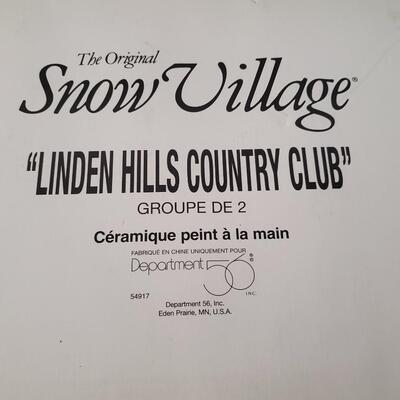 The Original
Snow Village®
"LINDEN HILLS COUNTRY CLUB"
GROUPE DE 2
Céramique peint à la main
FABRIQUÉ EN CHINE UNIQUEMENT POUR
Department 56®
INC.
54917
Department 56, Inc.
Eden Prairie, MN, U.S.A.